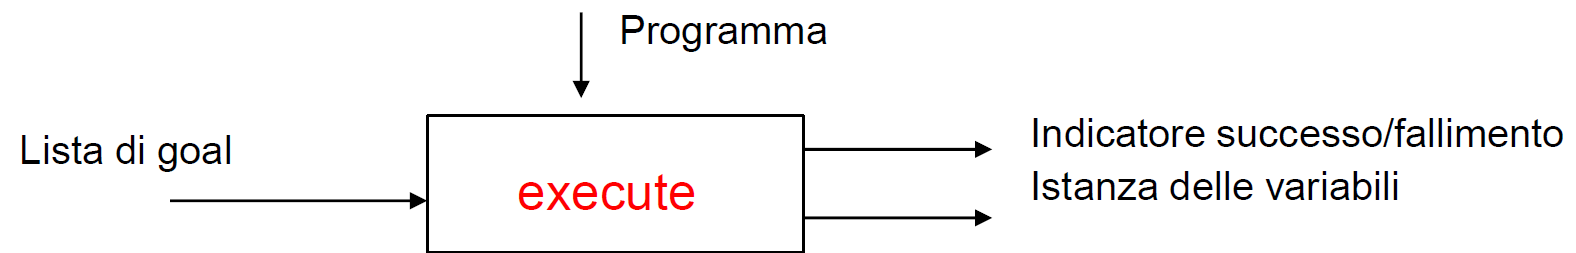 Programma
Lista di goal
execute
Indicatore successo/fallimento
Istanza delle variabili